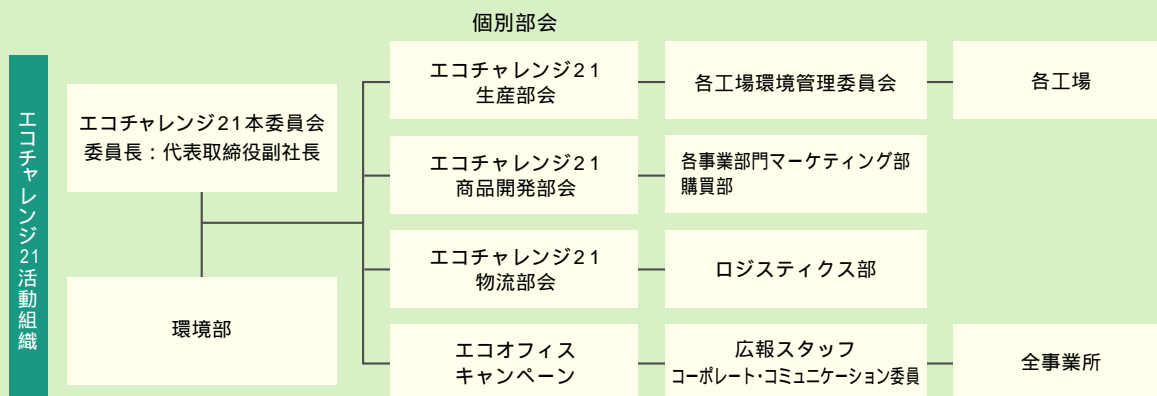 エコチャレンジ21活動組織
エコチャレンジ21本委員会
委員長：代表取締役副社長
環境部
個別部会
エコチャレンジ21
生産部会
各工場環境管理委員会
各工場
エコチャレンジ21
商品開発部会
各事業部門マーケティング部
購買部
エコチャレンジ21
物流部会
ロジスティクス部
エコオフィス
キャンペーン
広報スタッフ
コーポレート・コミュニケーション委員
全事業所